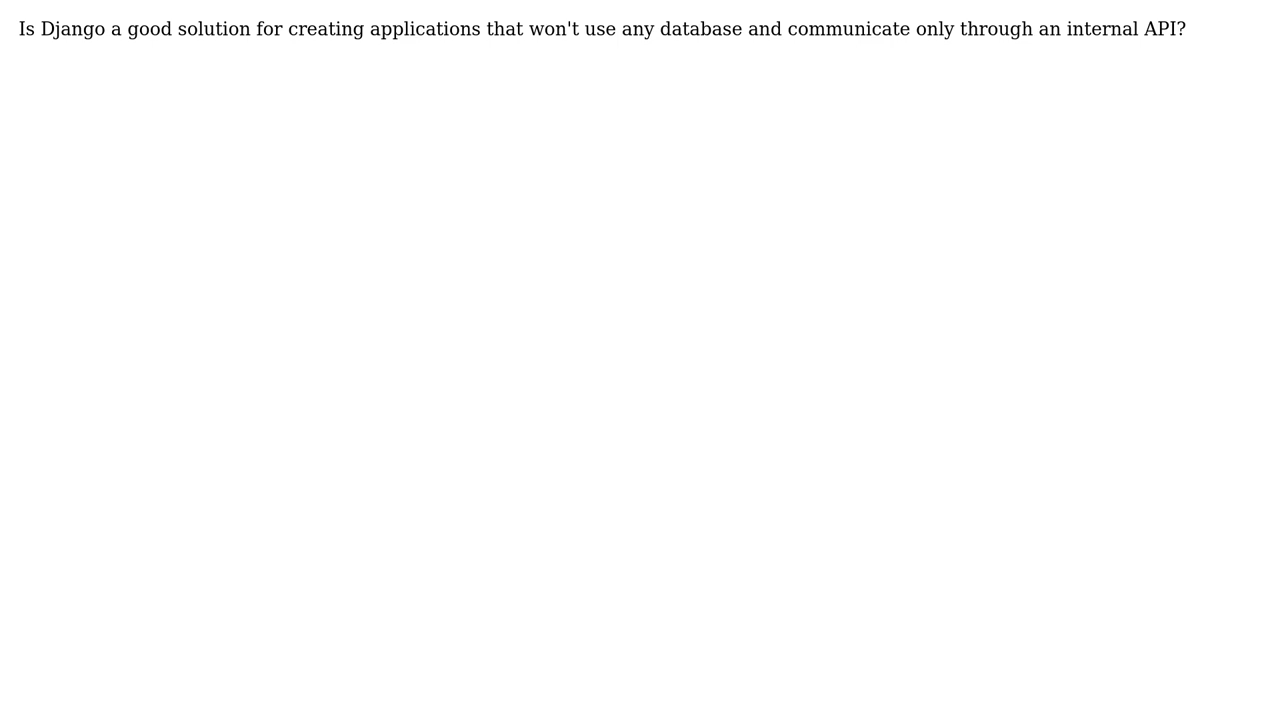 Is Django a good solution for creating applications that won't use any database and communicate only through an internal API?